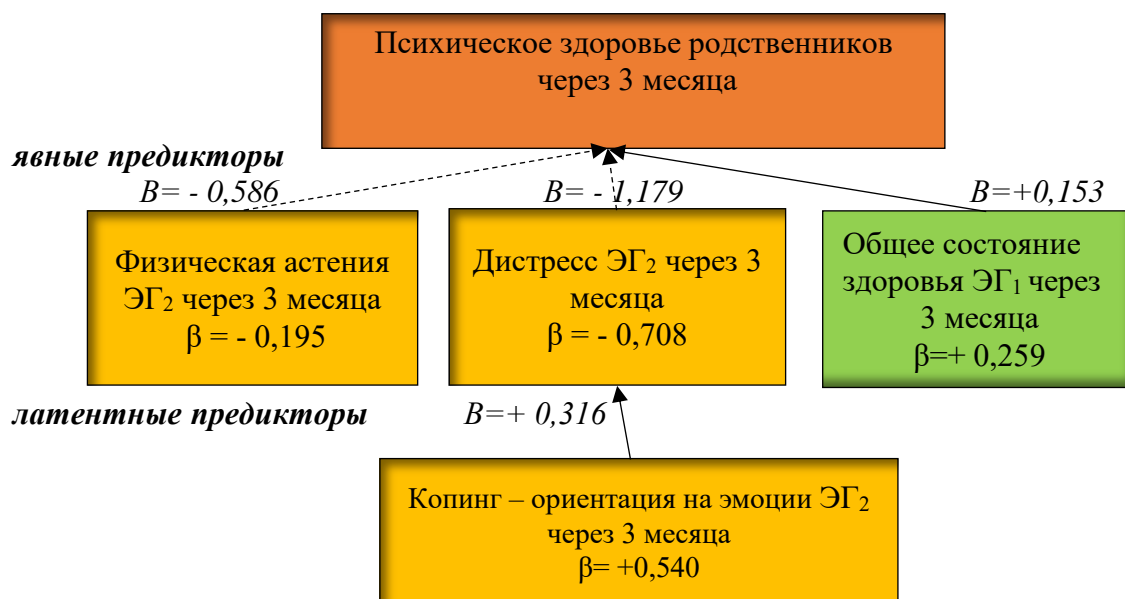 Психическое здоровье родственников
через 3 месяца
явные предикторы
B= - 0,586
B= - 1,179
B=+0,153
Физическая астения
ЭГ₂ через 3 месяца
β = - 0,195
Дистресс ЭГ₂ через 3
месяца
β = - 0,708
Общее состояние
здоровья ЭГ₁ через
3 месяца
β=+ 0,259
латентные предикторы
B=+ 0,316
Копинг – ориентация на эмоции ЭГ₂
через 3 месяца
β= +0,540